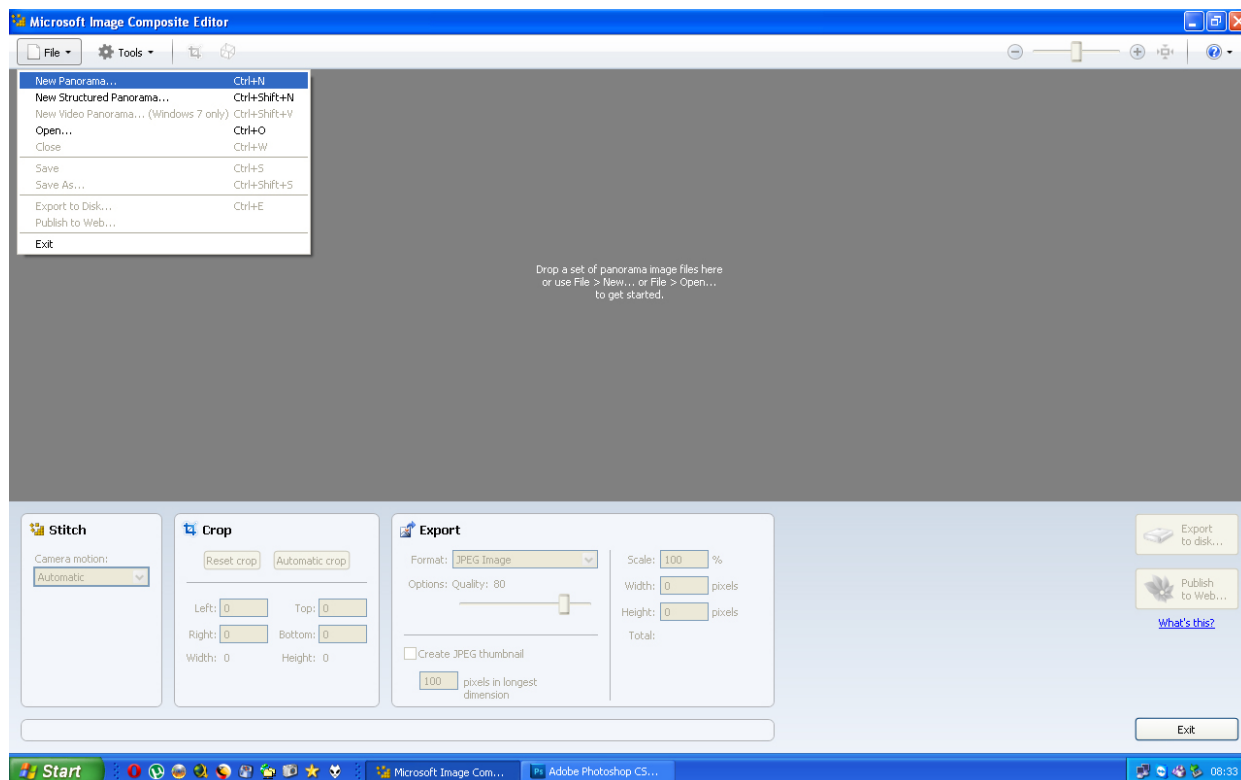 Microsoft Image Composite Editor
File Tools
New Panorama... Ctrl+N
New Structured Panorama... Ctrl+Shift+N
New Video Panorama... (Windows 7 only) Ctrl+Shift+V
Open... Ctrl+O
Close Ctrl+W
Save Ctrl+S
Save As... Ctrl+Shift+S
Export to Disk... Ctrl+E
Publish to Web...
Exit
Drop a set of panorama image files here
or use File > New... or File > Open...
to get started.
Stitch
Camera motion:
Automatic
Crop
Reset crop Automatic crop
Left: 0 Top: 0
Right: 0 Bottom: 0
Width: 0 Height: 0
Export
Format: JPEG Image
Options: Quality: 80
Create JPEG thumbnail
100 pixels in longest
dimension
Scale: 100 %
Width: 0 pixels
Height: 0 pixels
Total:
Export
to disk...
Publish
to Web...
What's this?
Exit
Start Microsoft Image Com... Ps Adobe Photoshop CS... 08:33